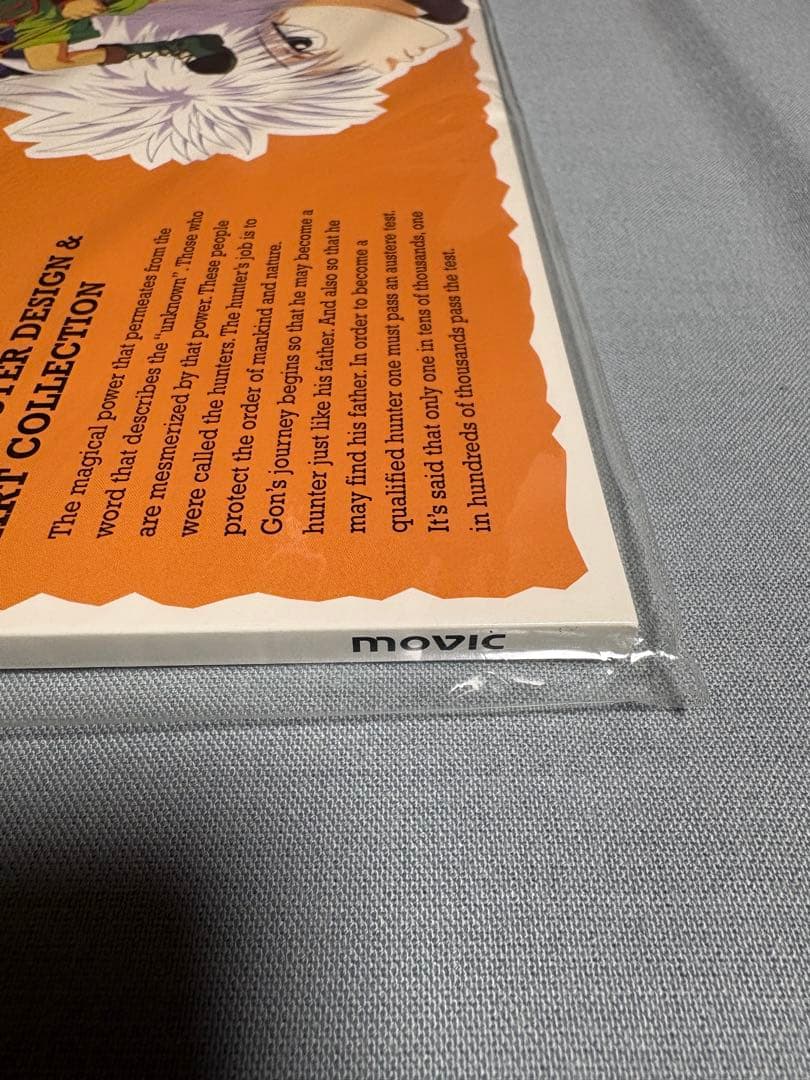 DESIGN &
ART COLLECTION
The magical power that permeates from the
word that describes the "unknown". Those who
are mesmerized by that power. These people
were called the hunters. The hunter's job is to
protect the order of mankind and nature.
Gon's journey begins so that he may become a
hunter just like his father. And also so that he
may find his father. In order to become a
qualified hunter one must pass an austere test.
It's said that only one in tens of thousands, one
in hundreds of thousands pass the test.
movic